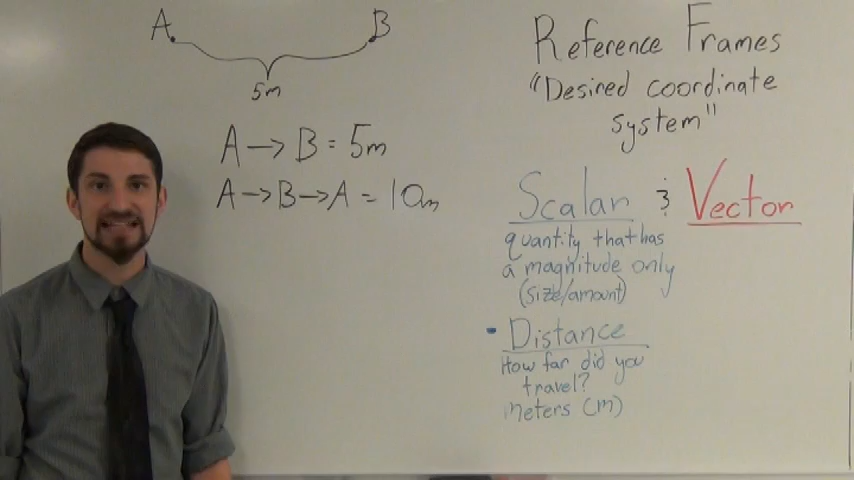 A B
5m
A → B = 5m
A → B → A = 10m
Reference Frames
"Desired coordinate
system"
Scalar & Vector
quantity that has
a magnitude only
(size/amount)
- Distance
How far did you
travel?
meters (m)